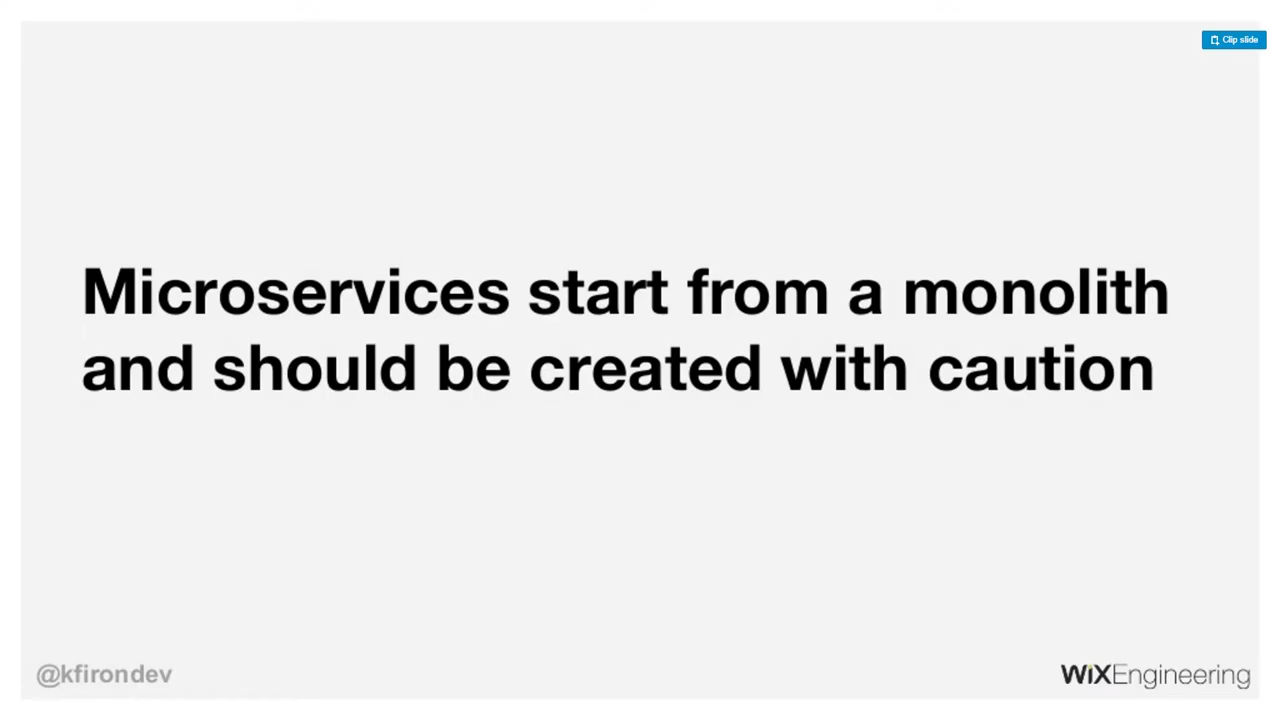 Clip slide
Microservices start from a monolith
and should be created with caution
@kfirondev
WiXEngineering